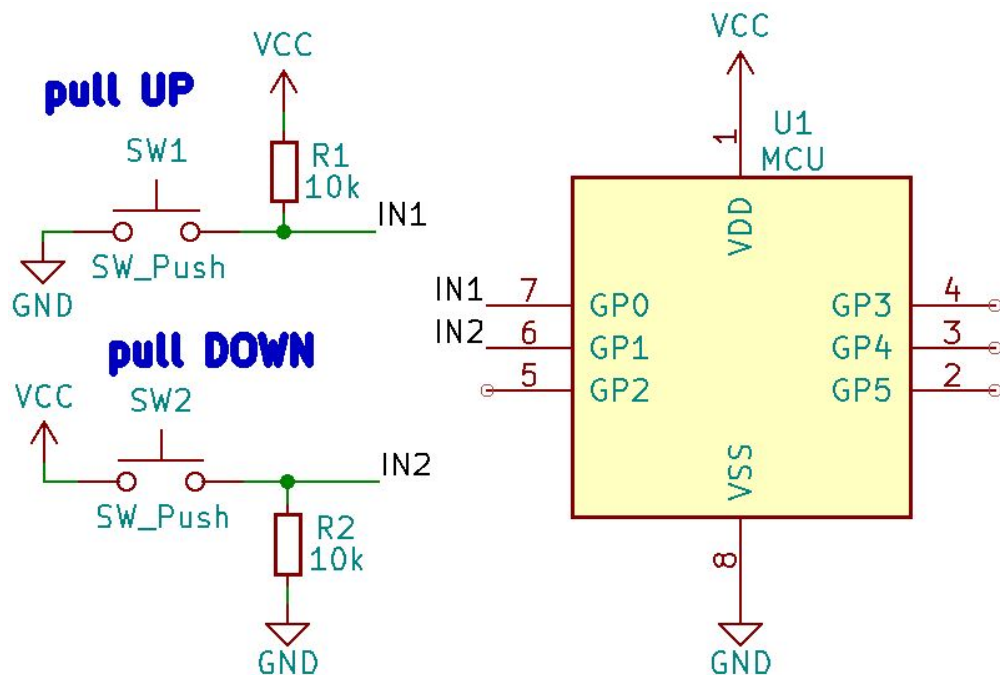 pull UP
VCC
SW1
R1
10k
IN1
SW_Push
GND
pull DOWN
VCC
SW2
IN2
SW_Push
R2
10k
GND
VCC
1
U1
MCU
VDD
IN1 7 GP0
IN2 6 GP1
5 GP2
GP3 4
GP4 3
GP5 2
VSS
8
GND